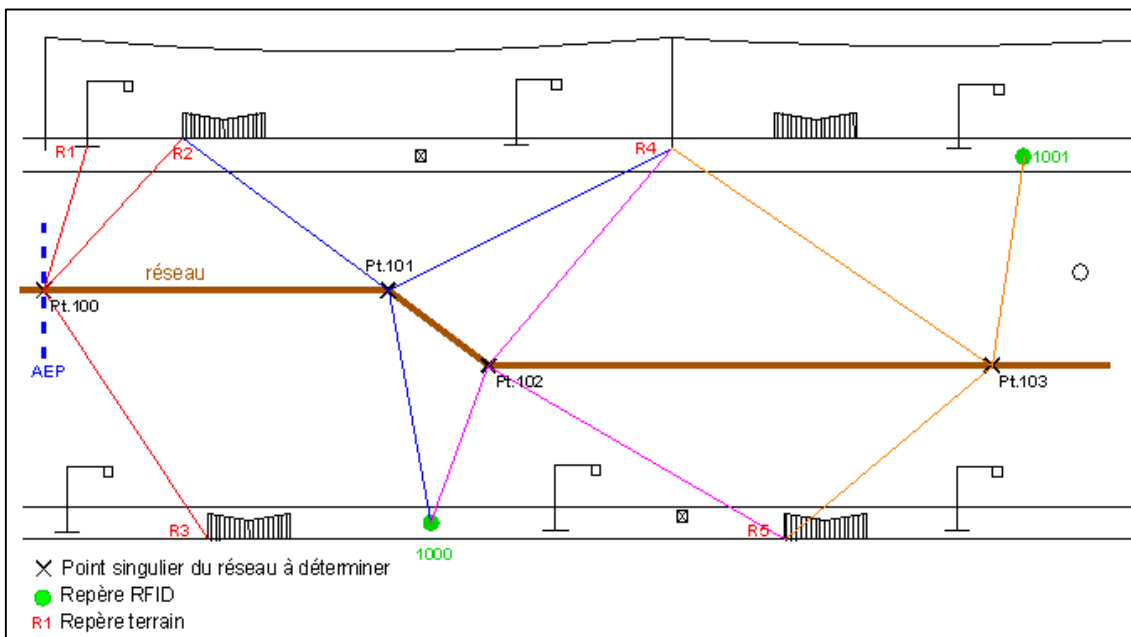 R1
R2
R4
1001
Pt.101
réseau
Pt.100
AEP
Pt.102
Pt.103
R3
1000
R5
Point singulier du réseau à déterminer
Repère RFID
R1 Repère terrain